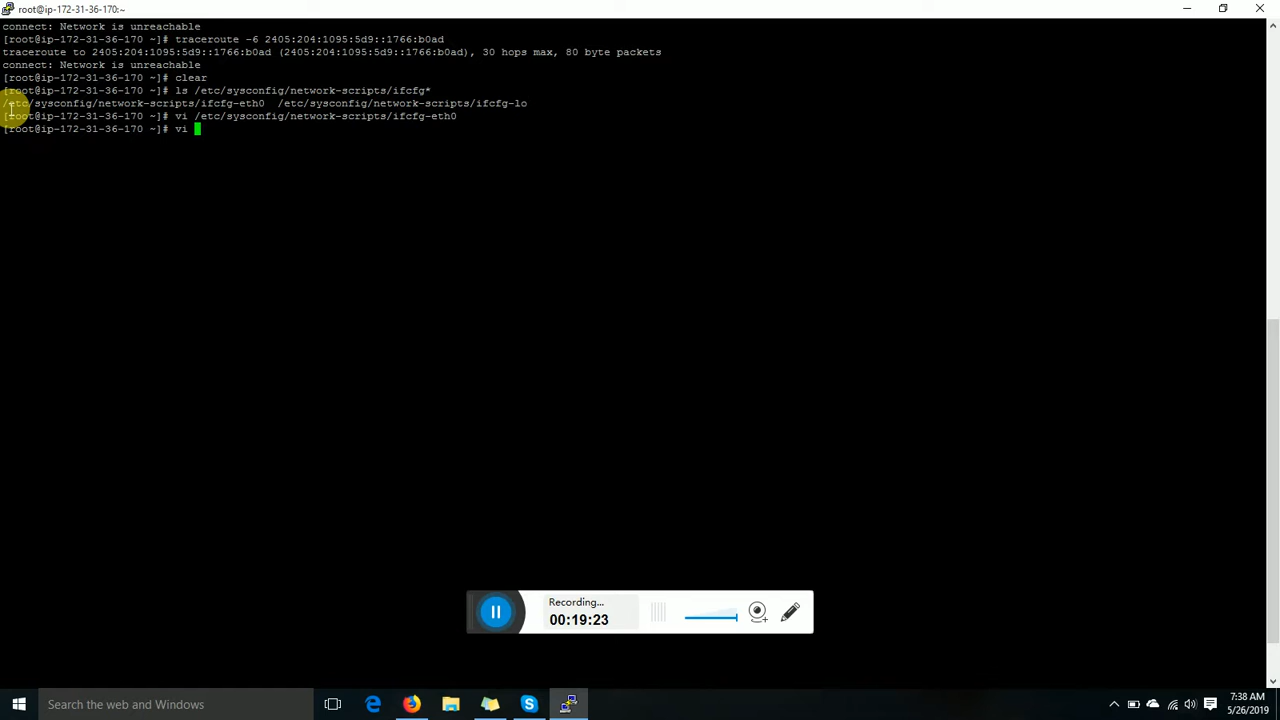 root@ip-172-31-36-170:~
connect: Network is unreachable
[root@ip-172-31-36-170 ~]# traceroute -6 2405:204:1095:5d9::1766:b0ad
traceroute to 2405:204:1095:5d9::1766:b0ad (2405:204:1095:5d9::1766:b0ad), 30 hops max, 80 byte packets
connect: Network is unreachable
[root@ip-172-31-36-170 ~]# clear
[root@ip-172-31-36-170 ~]# ls /etc/sysconfig/network-scripts/ifcfg*
/etc/sysconfig/network-scripts/ifcfg-eth0  /etc/sysconfig/network-scripts/ifcfg-lo
[root@ip-172-31-36-170 ~]# vi /etc/sysconfig/network-scripts/ifcfg-eth0
[root@ip-172-31-36-170 ~]# vi
Recording...
00:19:23
Search the web and Windows
7:38 AM
5/26/2019